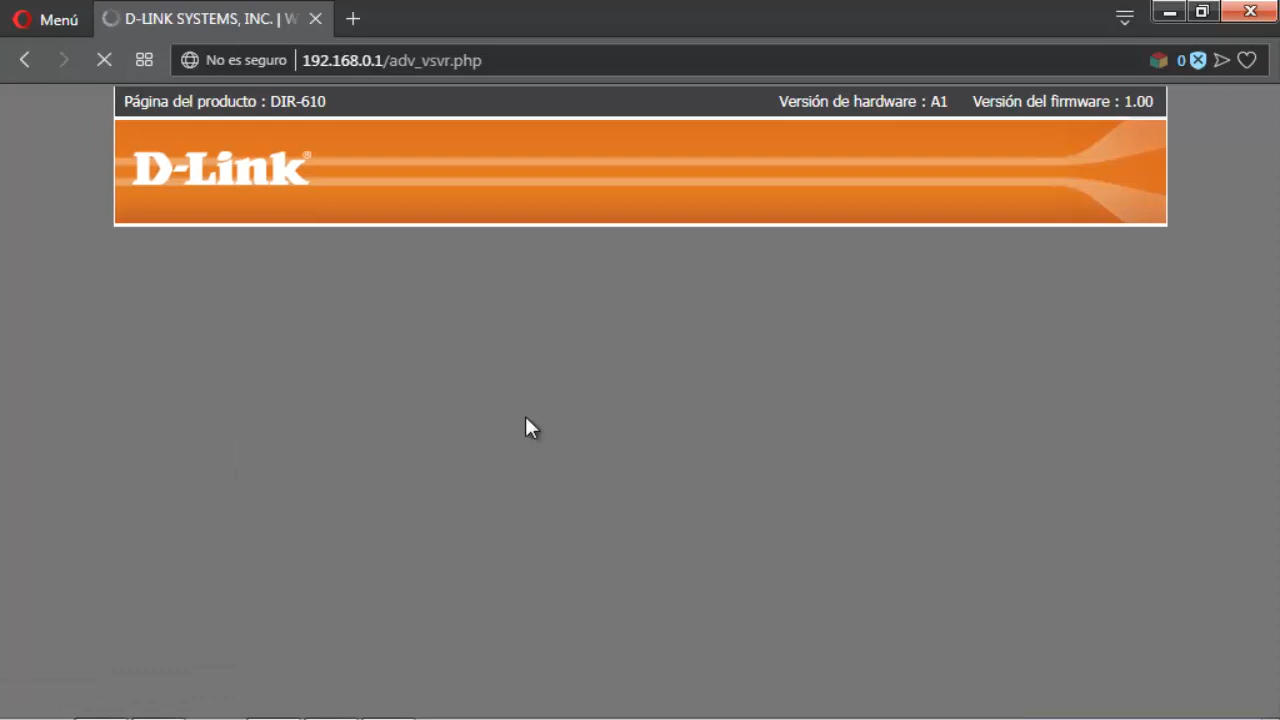 Menú
D-LINK SYSTEMS, INC. | W
No es seguro
192.168.0.1/adv_vsvr.php
0
Página del producto : DIR-610
Versión de hardware : A1
Versión del firmware : 1.00
D-Link®